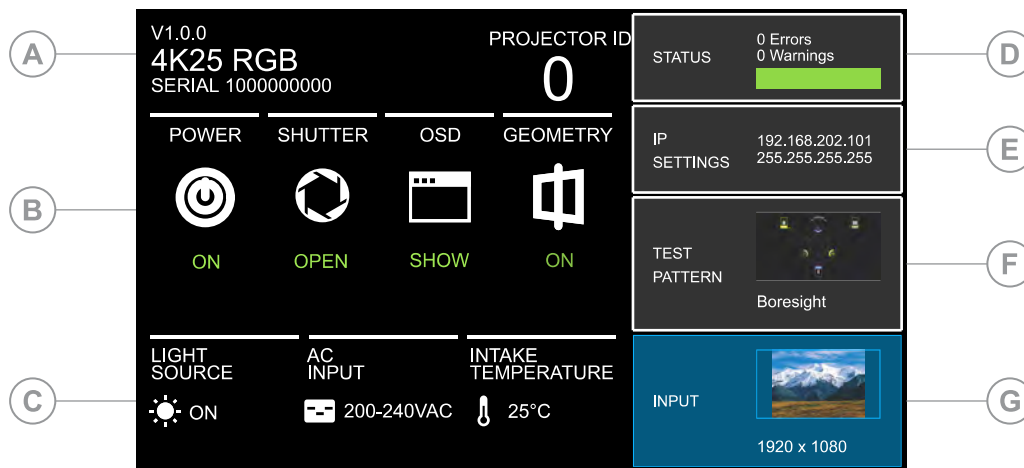 A
V1.0.0
4K25 RGB
SERIAL 1000000000
PROJECTOR ID
0
B
POWER
SHUTTER
OSD
GEOMETRY
ON
OPEN
SHOW
ON
C
LIGHT
SOURCE
ON
AC
INPUT
200-240VAC
INTAKE
TEMPERATURE
25°C
D
STATUS
0 Errors
0 Warnings
E
IP
SETTINGS
192.168.202.101
255.255.255.255
F
TEST
PATTERN
Boresight
G
INPUT
1920 x 1080